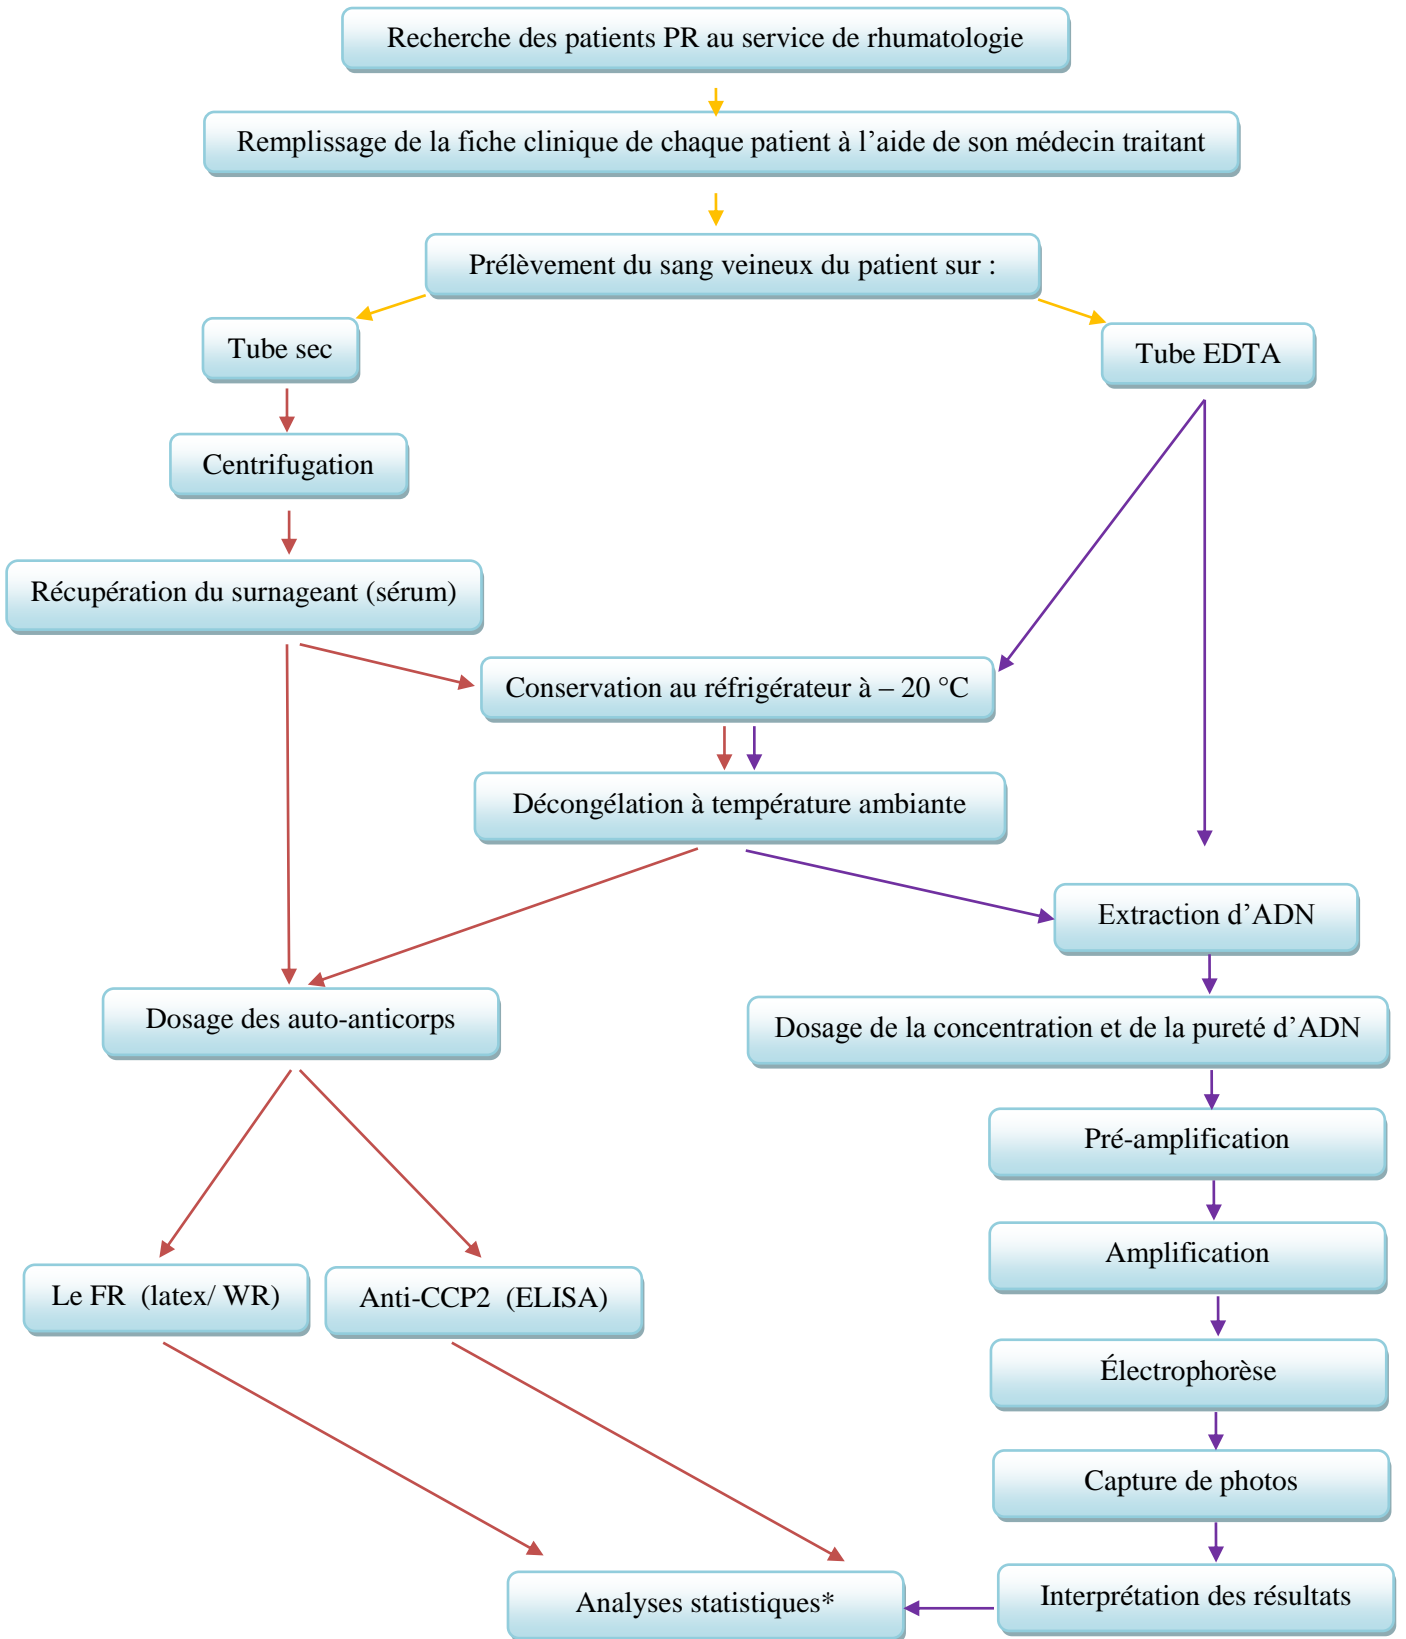 Recherche des patients PR au service de rhumatologie
Remplissage de la fiche clinique de chaque patient à l’aide de son médecin traitant
Prélèvement du sang veineux du patient sur :
Tube sec
Tube EDTA
Centrifugation
Récupération du surnageant (sérum)
Conservation au réfrigérateur à – 20 °C
Décongélation à température ambiante
Extraction d’ADN
Dosage des auto-anticorps
Dosage de la concentration et de la pureté d’ADN
Pré-amplification
Amplification
Le FR (latex/ WR)
Anti-CCP2 (ELISA)
Électrophorèse
Capture de photos
Interprétation des résultats
Analyses statistiques*